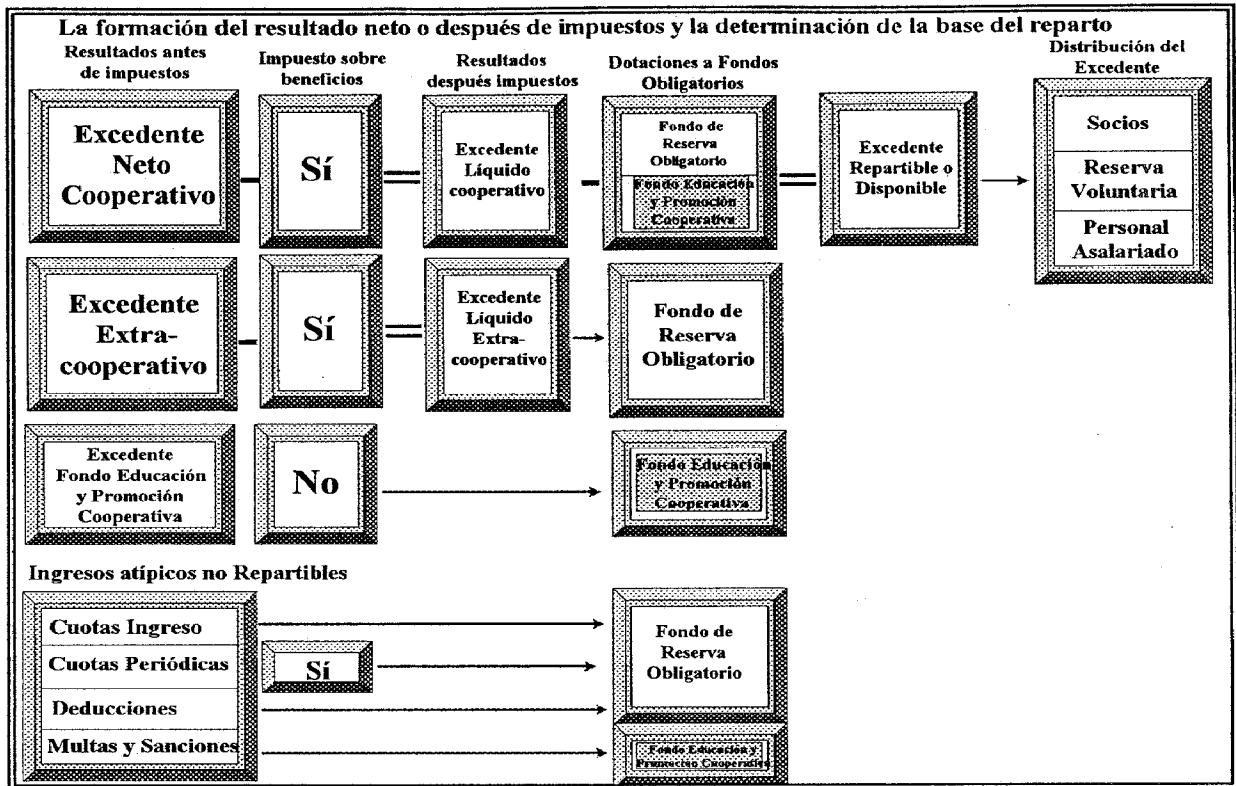 La formación del resultado neto o después de impuestos y la determinación de la base del reparto
Resultados antes
de impuestos
Impuesto sobre
beneficios
Resultados
después impuestos
Dotaciones a Fondos
Obligatorios
Distribución del
Excedente
Excedente
Neto
Cooperativo
Sí
Excedente
Líquido
cooperativo
Fondo de
Reserva
Obligatorio
Fondo Educación
y Promoción
Cooperativa
Excedente
Repartible o
Disponible
Socios
Reserva
Voluntaria
Personal
Asalariado
Excedente
Extra-
cooperativo
Sí
Excedente
Líquido
Extra-
cooperativo
Fondo de
Reserva
Obligatorio
Excedente
Fondo Educación
y Promoción
Cooperativa
No
Fondo Educación
y Promoción
Cooperativa
Ingresos atípicos no Repartibles
Cuotas Ingreso
Cuotas Periódicas
Deducciones
Multas y Sanciones
Sí
Fondo de
Reserva
Obligatorio
Fondo Educación y
Promoción Cooperativa